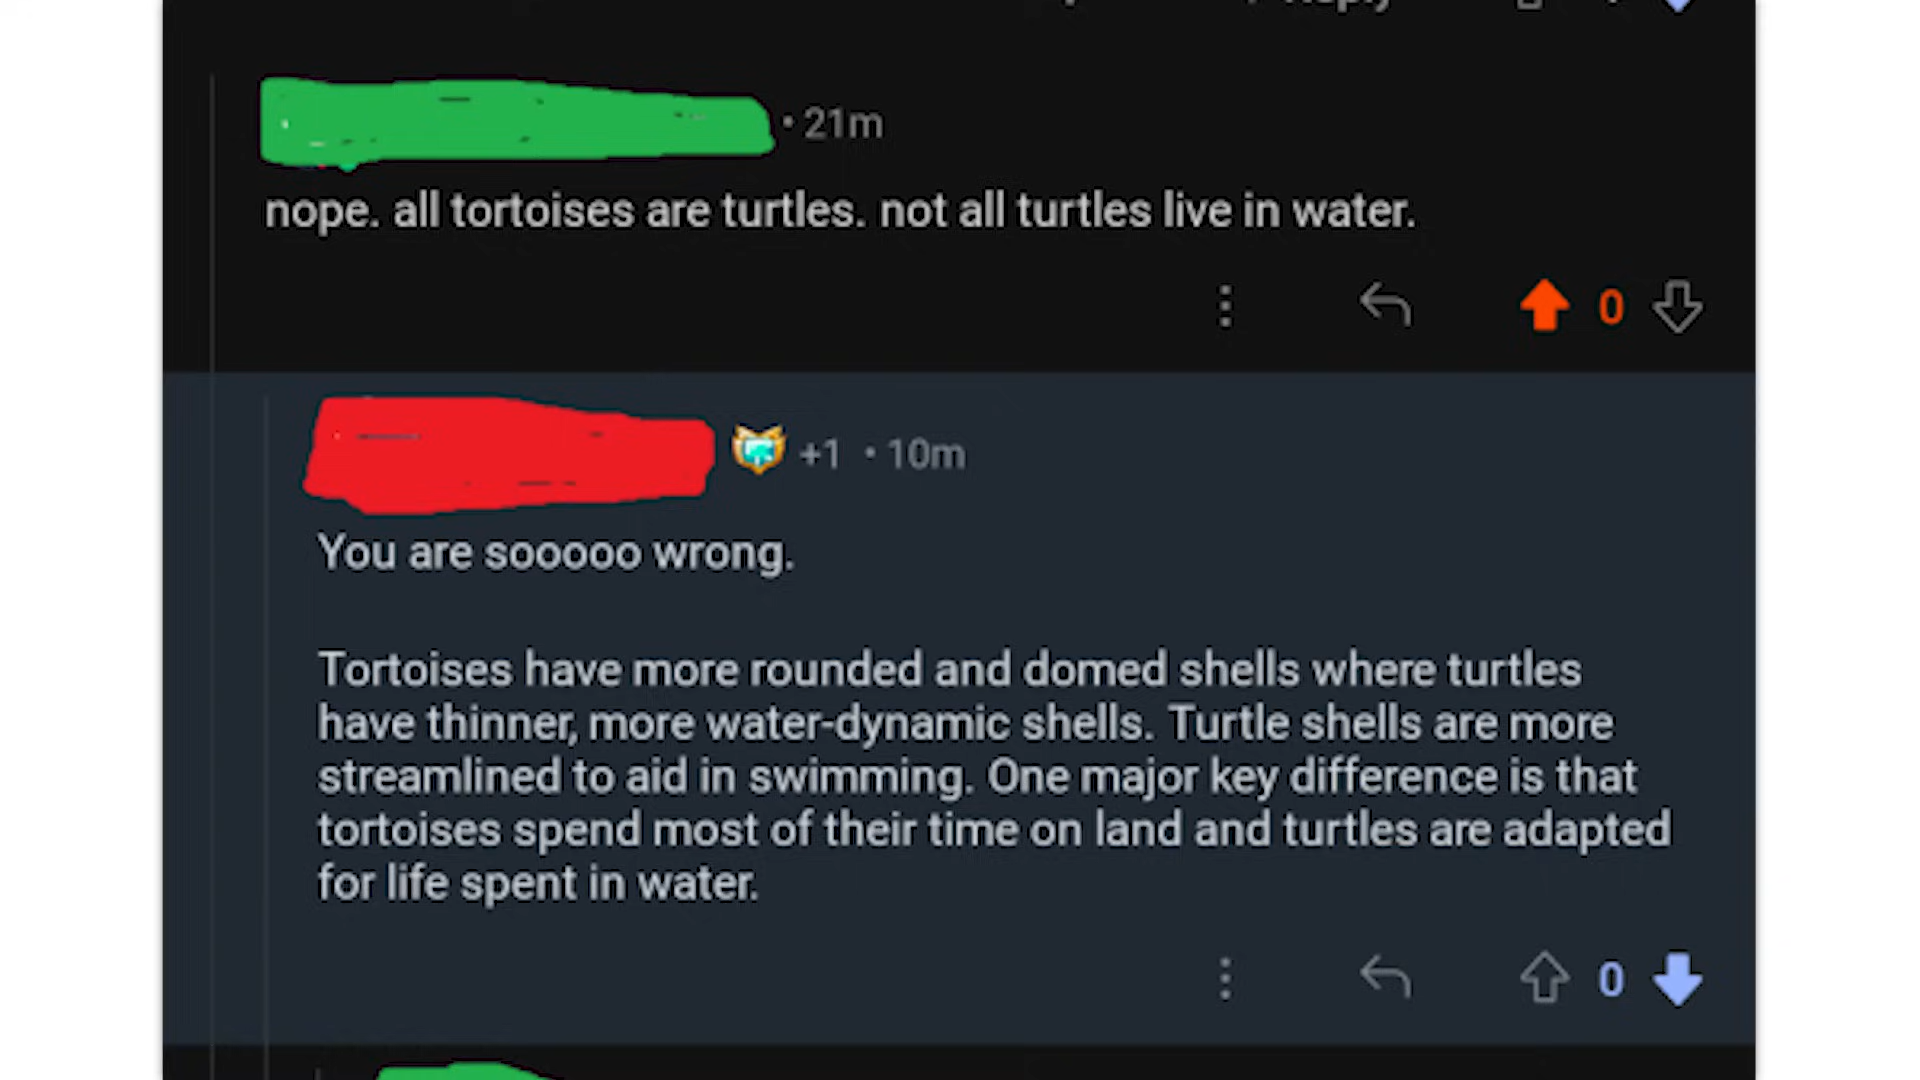 Reply
• 21m
nope. all tortoises are turtles. not all turtles live in water.
0
+1 • 10m
You are sooooo wrong.
Tortoises have more rounded and domed shells where turtles
have thinner, more water-dynamic shells. Turtle shells are more
streamlined to aid in swimming. One major key difference is that
tortoises spend most of their time on land and turtles are adapted
for life spent in water.
0